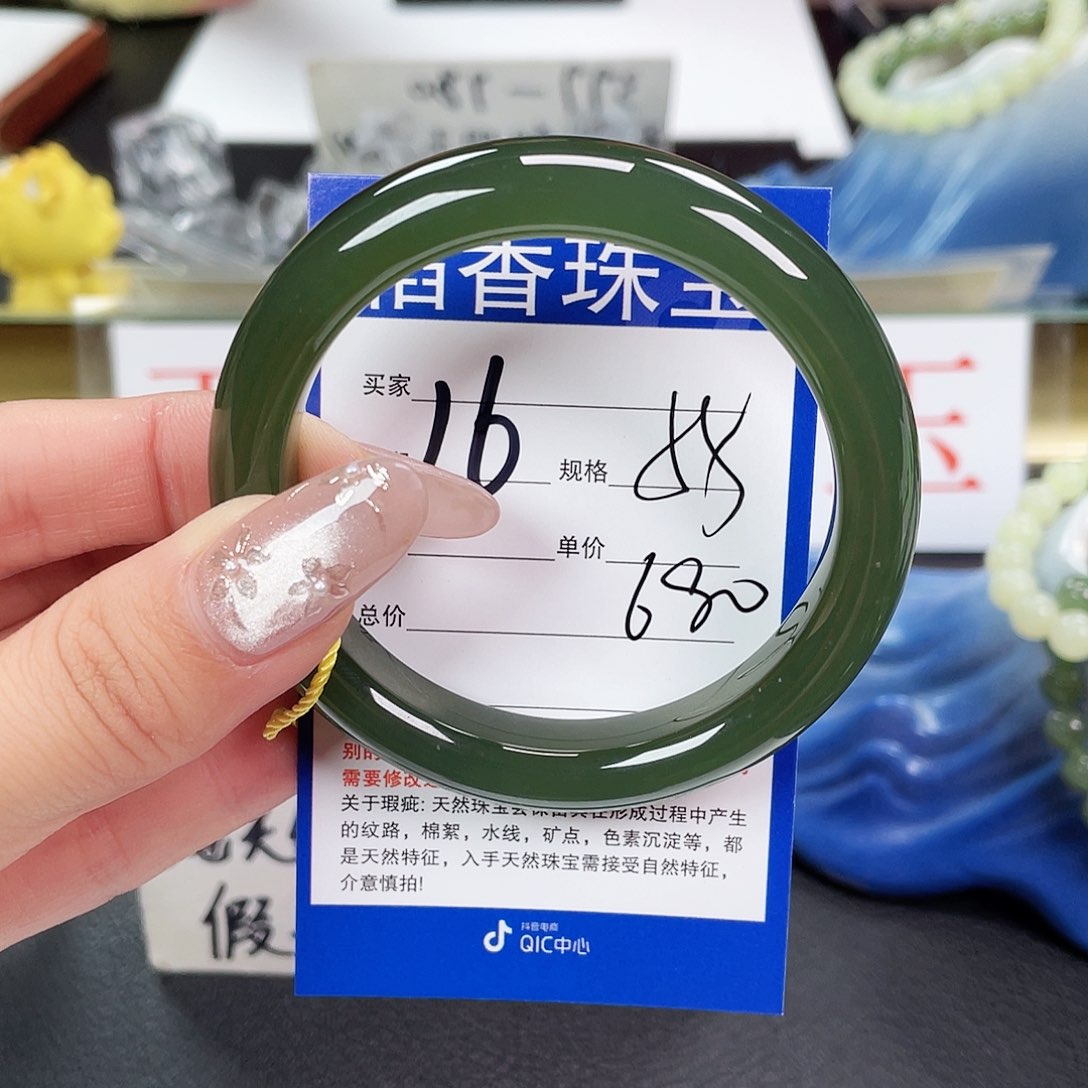 香珠宝
买家
16
规格
单价
680
总价
别的
需要修改
关于瑕疵: 天然珠宝会保留其在形成过程中产生
的纹路，棉絮，水线，矿点，色素沉淀等，都
是天然特征，入手天然珠宝需接受自然特征，
介意慎拍!
抖音电商
QIC中心
假